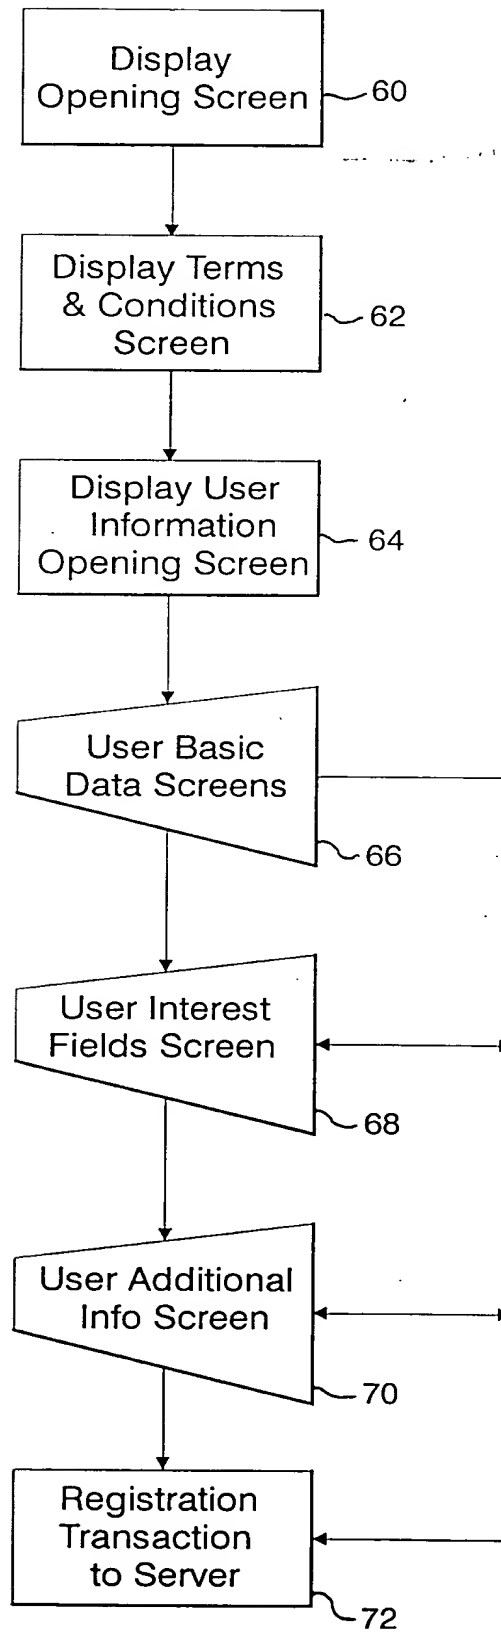 Display
Opening Screen
60
Display Terms
& Conditions
Screen
62
Display User
Information
Opening Screen
64
User Basic
Data Screens
66
User Interest
Fields Screen
68
User Additional
Info Screen
70
Registration
Transaction
to Server
72